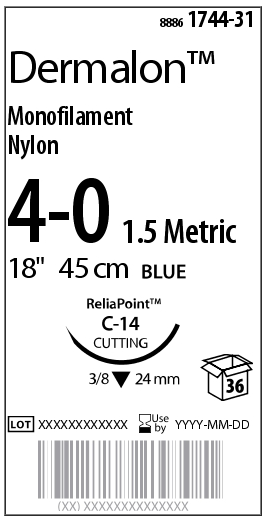 8886 1744-31
Dermalon™
Monofilament
Nylon
4-0 1.5 Metric
18" 45 cm BLUE
ReliaPoint™
C-14
CUTTING
3/8 24 mm
36
LOT XXXXXXXXXXXX Use by YYYY-MM-DD
(XX) XXXXXXXXXXXXXX